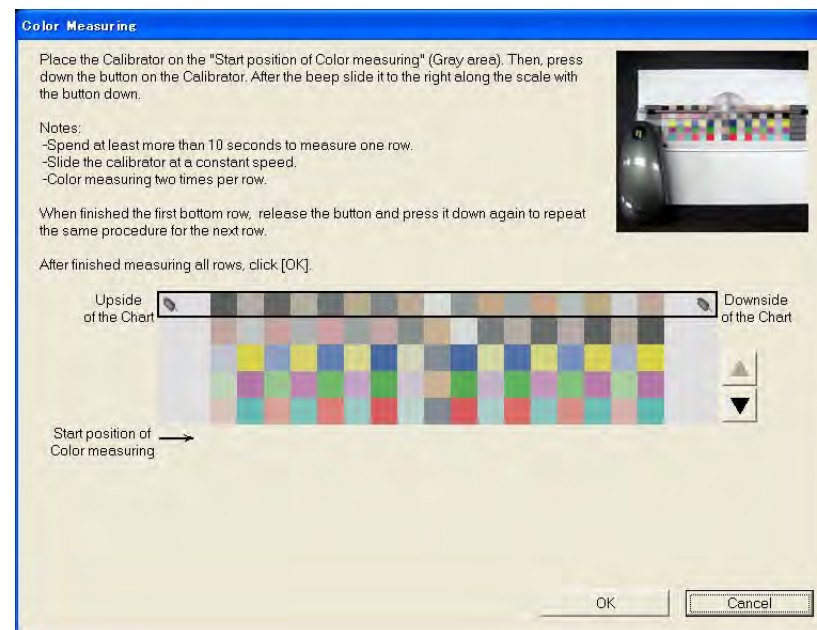 Color Measuring
Place the Calibrator on the "Start position of Color measuring" (Gray area). Then, press
down the button on the Calibrator. After the beep slide it to the right along the scale with
the button down.
Notes:
-Spend at least more than 10 seconds to measure one row.
-Slide the calibrator at a constant speed.
-Color measuring two times per row.
When finished the first bottom row, release the button and press it down again to repeat
the same procedure for the next row.
After finished measuring all rows, click [OK].
Upside
of the Chart
Downside
of the Chart
Start position of
Color measuring
OK
Cancel